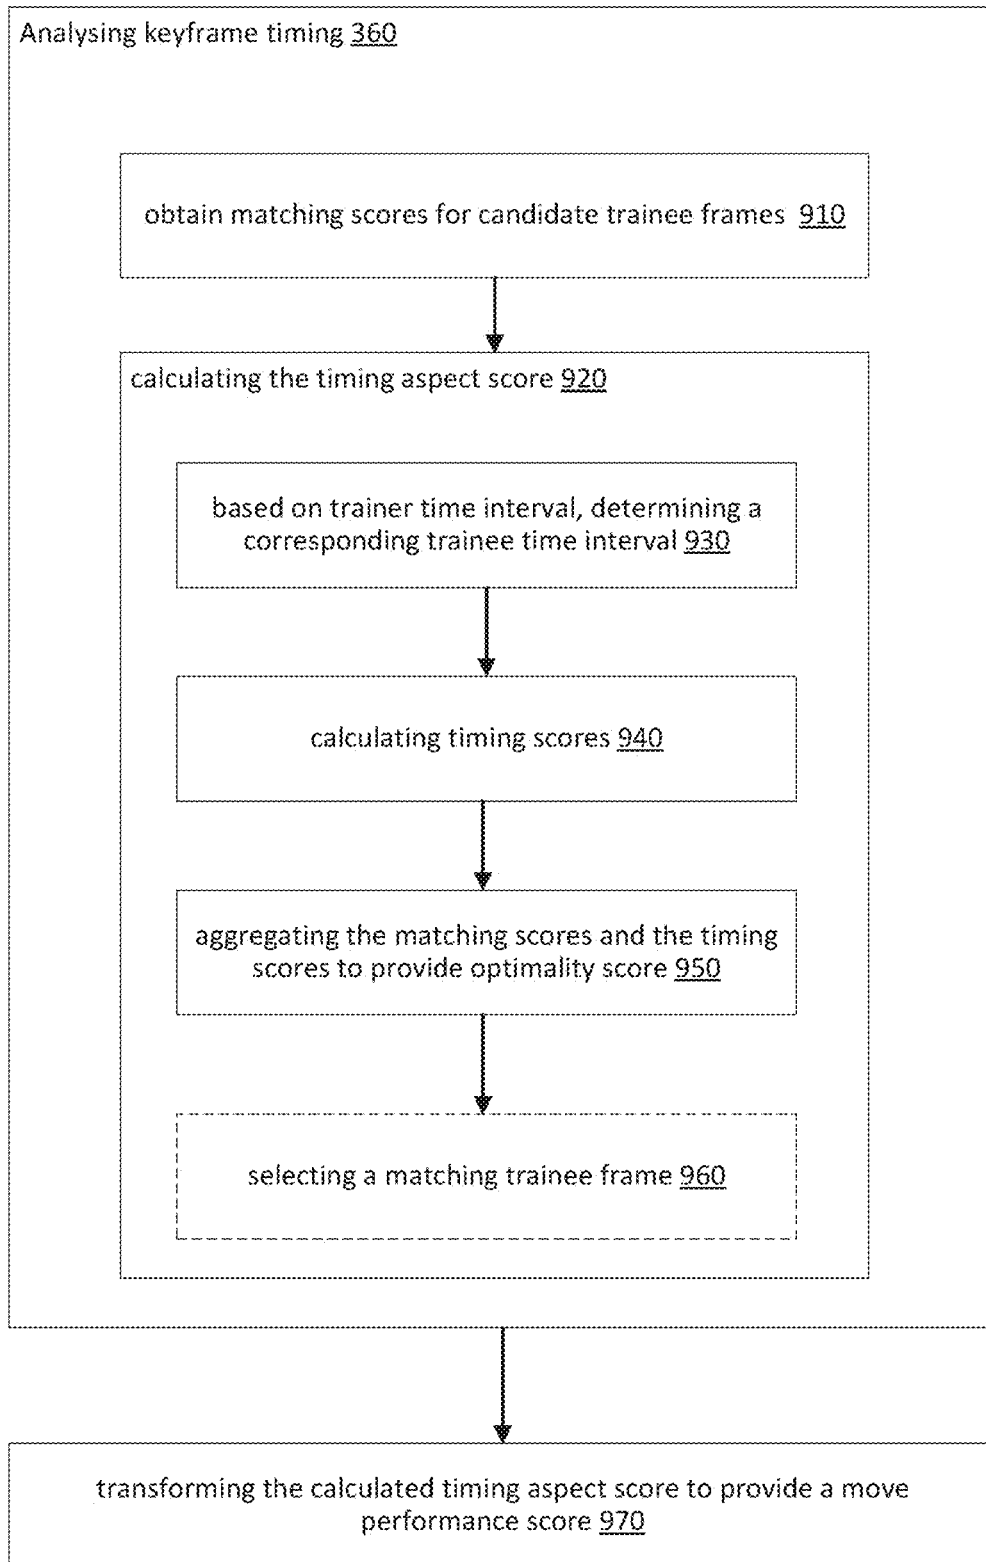 Analysing keyframe timing 360
obtain matching scores for candidate trainee frames 910
calculating the timing aspect score 920
based on trainer time interval, determining a
corresponding trainee time interval 930
calculating timing scores 940
aggregating the matching scores and the timing
scores to provide optimality score 950
selecting a matching trainee frame 960
transforming the calculated timing aspect score to provide a move
performance score 970